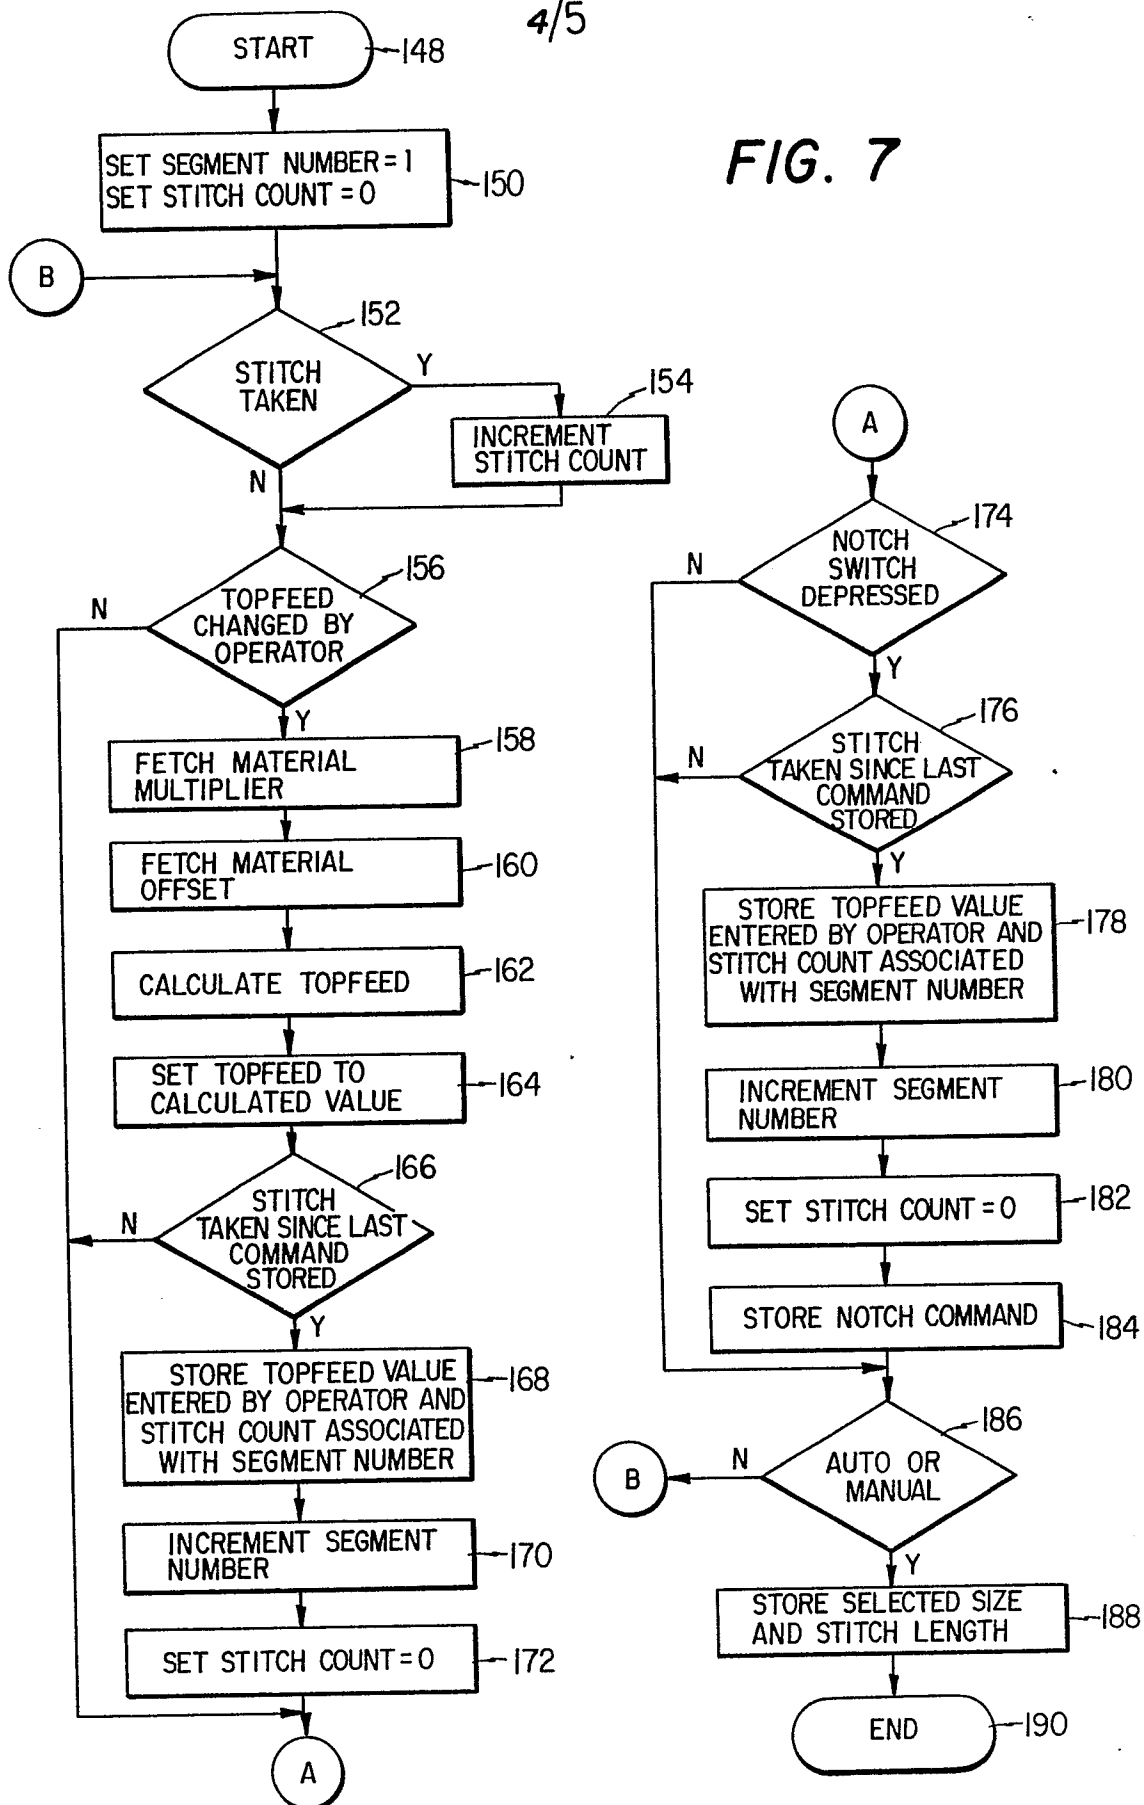 4/5
START
148
SET SEGMENT NUMBER = 1
SET STITCH COUNT = 0
150
FIG. 7
B
152
STITCH
TAKEN
Y
154
INCREMENT
STITCH COUNT
N
156
TOPFEED
CHANGED BY
OPERATOR
N
Y
158
FETCH MATERIAL
MULTIPLIER
160
FETCH MATERIAL
OFFSET
162
CALCULATE TOPFEED
164
SET TOPFEED TO
CALCULATED VALUE
166
STITCH
TAKEN SINCE LAST
COMMAND
STORED
N
Y
168
STORE TOPFEED VALUE
ENTERED BY OPERATOR AND
STITCH COUNT ASSOCIATED
WITH SEGMENT NUMBER
170
INCREMENT SEGMENT
NUMBER
172
SET STITCH COUNT = 0
A
A
174
NOTCH
SWITCH
DEPRESSED
N
Y
176
STITCH
TAKEN SINCE LAST
COMMAND
STORED
N
Y
178
STORE TOPFEED VALUE
ENTERED BY OPERATOR AND
STITCH COUNT ASSOCIATED
WITH SEGMENT NUMBER
180
INCREMENT SEGMENT
NUMBER
182
SET STITCH COUNT = 0
184
STORE NOTCH COMMAND
186
AUTO OR
MANUAL
N
B
Y
188
STORE SELECTED SIZE
AND STITCH LENGTH
190
END